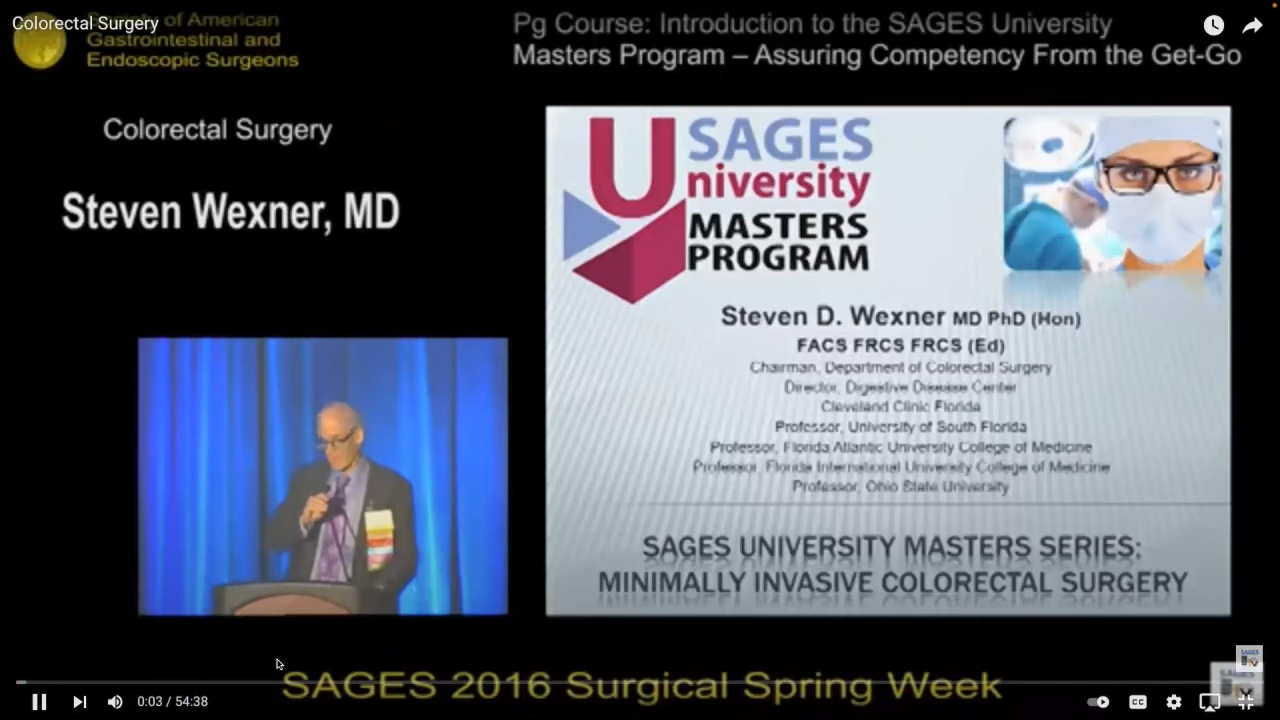 Colorectal Surgery
Society of American
Gastrointestinal and
Endoscopic Surgeons
Pg Course: Introduction to the SAGES University
Masters Program – Assuring Competency From the Get-Go
Colorectal Surgery
Steven Wexner, MD
SAGES
University
MASTERS
PROGRAM
Steven D. Wexner MD PhD (Hon)
FACS FRCS FRCS (Ed)
Chairman, Department of Colorectal Surgery
Director, Digestive Disease Center
Cleveland Clinic Florida
Professor, University of South Florida
Professor, Florida Atlantic University College of Medicine
Professor, Florida International University College of Medicine
Professor, Ohio State University
SAGES UNIVERSITY MASTERS SERIES:
MINIMALLY INVASIVE COLORECTAL SURGERY
SAGES 2016 Surgical Spring Week
SAGES
0:03 / 54:38
CC